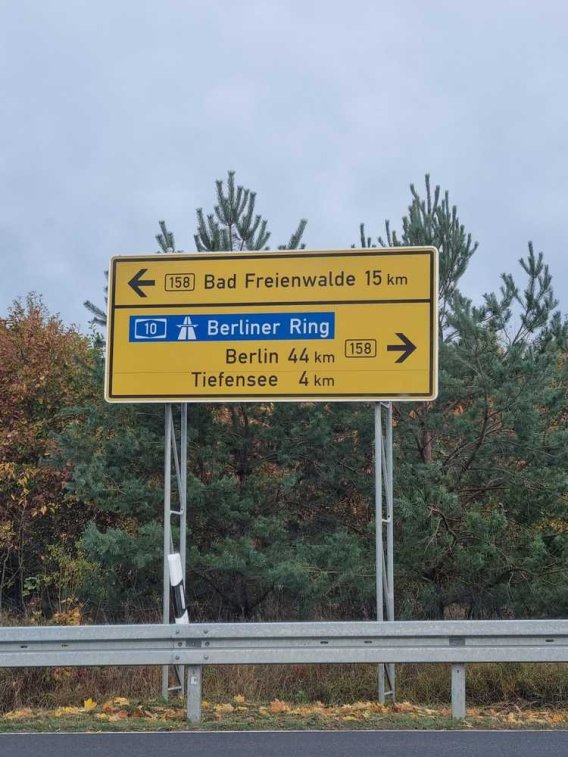 158 Bad Freienwalde 15 km
10 Berliner Ring
Berlin 44 km 158
Tiefensee 4 km